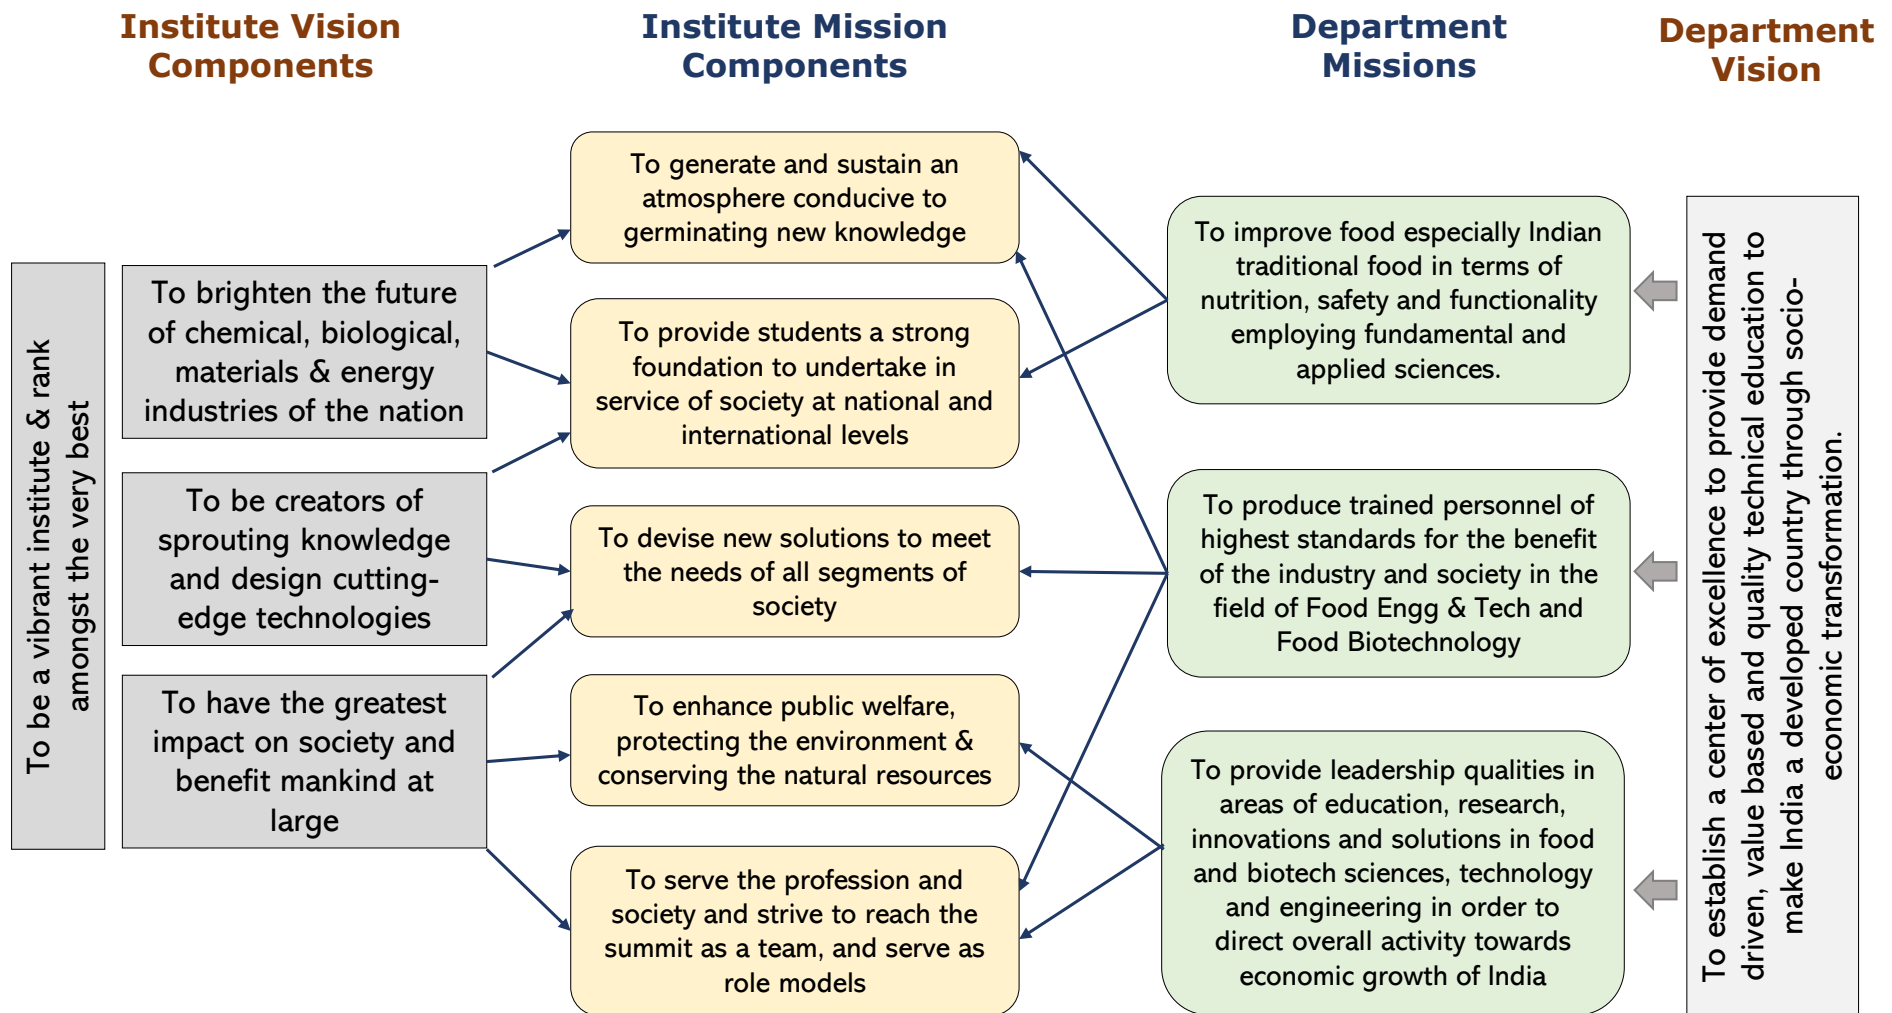 Institute Vision
Components
Institute Mission
Components
Department
Missions
Department
Vision
To be a vibrant institute & rank
amongst the very best
To brighten the future
of chemical, biological,
materials & energy
industries of the nation
To be creators of
sprouting knowledge
and design cutting-
edge technologies
To have the greatest
impact on society and
benefit mankind at
large
To generate and sustain an
atmosphere conducive to
germinating new knowledge
To provide students a strong
foundation to undertake in
service of society at national and
international levels
To devise new solutions to meet
the needs of all segments of
society
To enhance public welfare,
protecting the environment &
conserving the natural resources
To serve the profession and
society and strive to reach the
summit as a team, and serve as
role models
To improve food especially Indian
traditional food in terms of
nutrition, safety and functionality
employing fundamental and
applied sciences.
To produce trained personnel of
highest standards for the benefit
of the industry and society in the
field of Food Engg & Tech and
Food Biotechnology
To provide leadership qualities in
areas of education, research,
innovations and solutions in food
and biotech sciences, technology
and engineering in order to
direct overall activity towards
economic growth of India
To establish a center of excellence to provide demand
driven, value based and quality technical education to
make India a developed country through socio-
economic transformation.